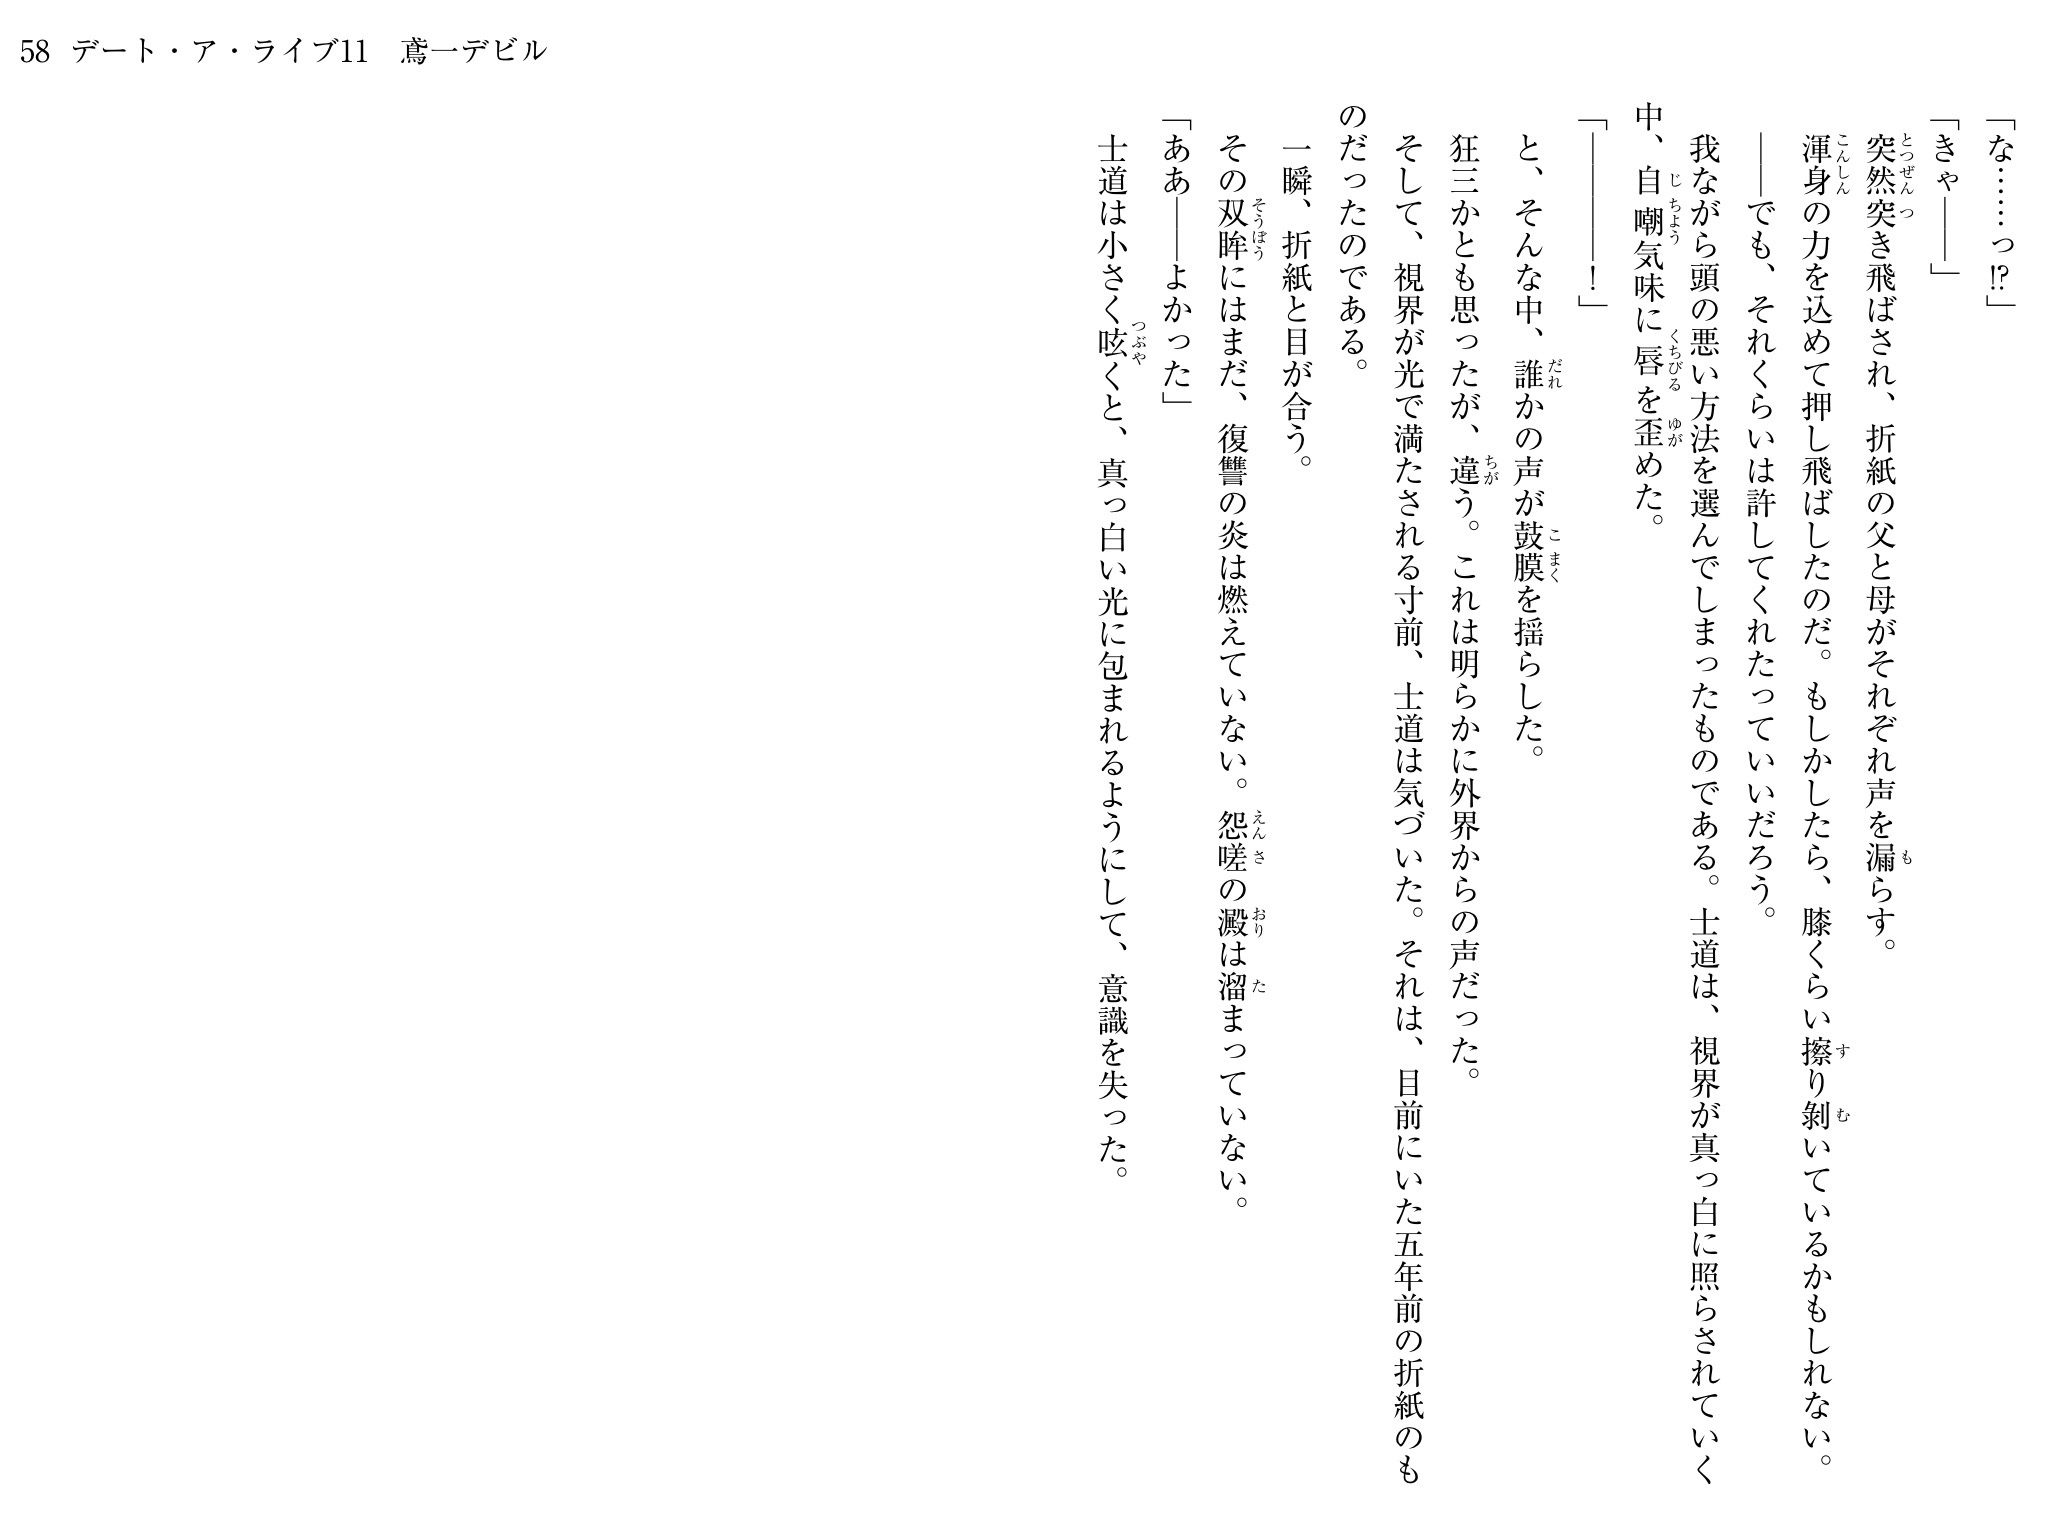 58 デート・ア・ライブ11 鳶一デビル
「な……っ!?」
「きゃ――」
突然突き飛ばされ、折紙の父と母がそれぞれ声を漏らす。
渾身の力を込めて押し飛ばしたのだ。もしかしたら、膝くらい擦り剝いているかもしれない。
――でも、それくらいは許してくれたっていいだろう。
我ながら頭の悪い方法を選んでしまったものである。士道は、視界が真っ白に照らされていく
中、自嘲気味に唇を歪めた。
「――――!」
と、そんな中、誰かの声が鼓膜を揺らした。
狂三かとも思ったが、違う。これは明らかに外界からの声だった。
そして、視界が光で満たされる寸前、士道は気づいた。それは、目前にいた五年前の折紙のも
のだったのである。
一瞬、折紙と目が合う。
その双眸にはまだ、復讐の炎は燃えていない。怨嗟の澱は溜まっていない。
「ああ――よかった」
士道は小さく呟くと、真っ白い光に包まれるようにして、意識を失った。